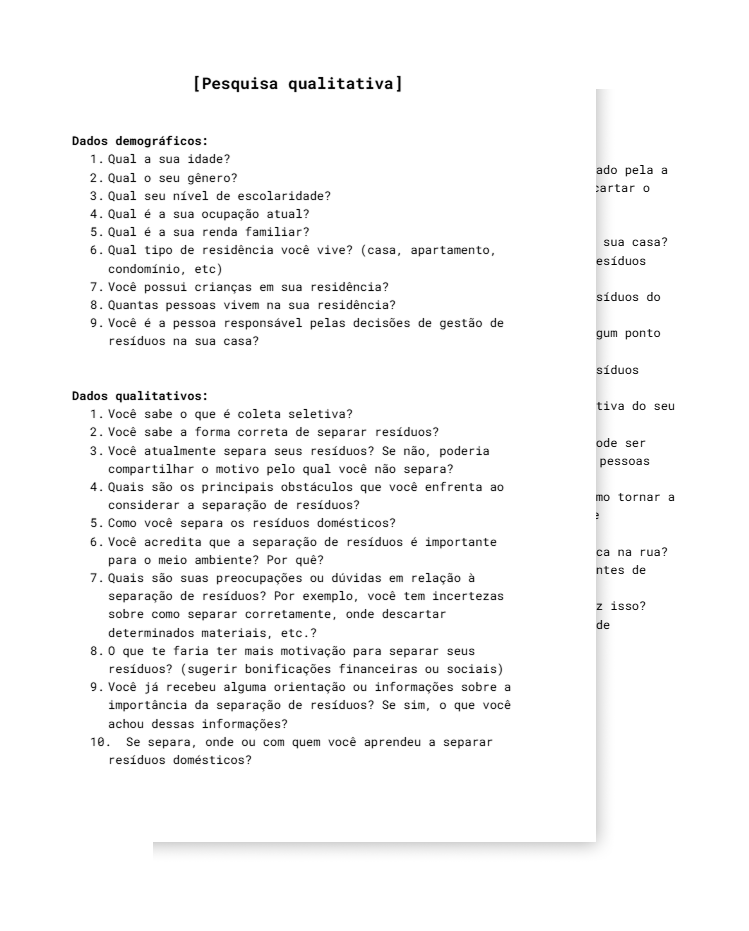 [Pesquisa qualitativa]
Dados demográficos:
1. Qual a sua idade?
2. Qual o seu gênero?
3. Qual seu nível de escolaridade?
4. Qual é a sua ocupação atual?
5. Qual é a sua renda familiar?
6. Qual tipo de residência você vive? (casa, apartamento,
condomínio, etc)
7. Você possui crianças em sua residência?
8. Quantas pessoas vivem na sua residência?
9. Você é a pessoa responsável pelas decisões de gestão de
resíduos na sua casa?
Dados qualitativos:
1. Você sabe o que é coleta seletiva?
2. Você sabe a forma correta de separar resíduos?
3. Você atualmente separa seus resíduos? Se não, poderia
compartilhar o motivo pelo qual você não separa?
4. Quais são os principais obstáculos que você enfrenta ao
considerar a separação de resíduos?
5. Como você separa os resíduos domésticos?
6. Você acredita que a separação de resíduos é importante
para o meio ambiente? Por quê?
7. Quais são suas preocupações ou dúvidas em relação à
separação de resíduos? Por exemplo, você tem incertezas
sobre como separar corretamente, onde descartar
determinados materiais, etc.?
8. O que te faria ter mais motivação para separar seus
resíduos? (sugerir bonificações financeiras ou sociais)
9. Você já recebeu alguma orientação ou informações sobre a
importância da separação de resíduos? Se sim, o que você
achou dessas informações?
10. Se separa, onde ou com quem você aprendeu a separar
resíduos domésticos?
ado pela a
cartar o
sua casa?
esíduos
síduos do
gum ponto
síduos
tiva do seu
ode ser
pessoas
mo tornar a
e
ca na rua?
ntes de
z isso?
de